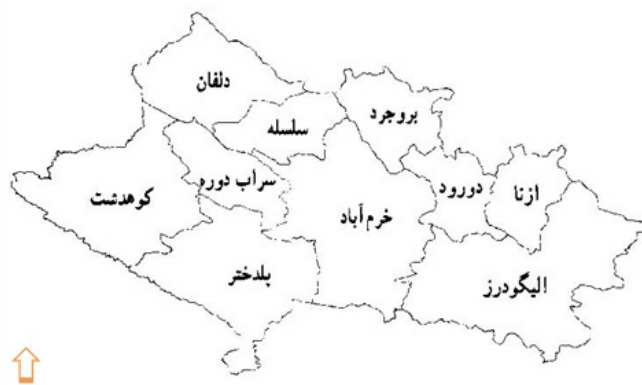 دلفان
بروجرد
سلسله
سراب دوره
کوهدشت
دورود
ازنا
خرم آباد
پلدختر
الیگودرز